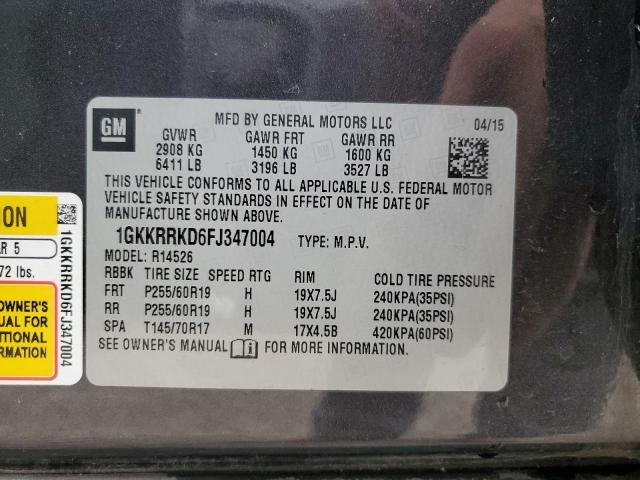 GM
MFD BY GENERAL MOTORS LLC
04/15
GVWR GAWR FRT GAWR RR
2908 KG 1450 KG 1600 KG
6411 LB 3196 LB 3527 LB
THIS VEHICLE CONFORMS TO ALL APPLICABLE U.S. FEDERAL MOTOR
VEHICLE SAFETY STANDARDS IN EFFECT ON THE DATE OF
MANUFACTURE SHOWN ABOVE.
1GKKRRKD6FJ347004 TYPE: M.P.V.
MODEL: R14526
RBBK TIRE SIZE SPEED RTG RIM COLD TIRE PRESSURE
FRT P255/60R19 H 19X7.5J 240KPA(35PSI)
RR P255/60R19 H 19X7.5J 240KPA(35PSI)
SPA T145/70R17 M 17X4.5B 420KPA(60PSI)
SEE OWNER'S MANUAL FOR MORE INFORMATION.
ION
AR 5
72 lbs.
OWNER'S
UAL FOR
ITIONAL
RMATION
1GKKRRKD6FJ347004